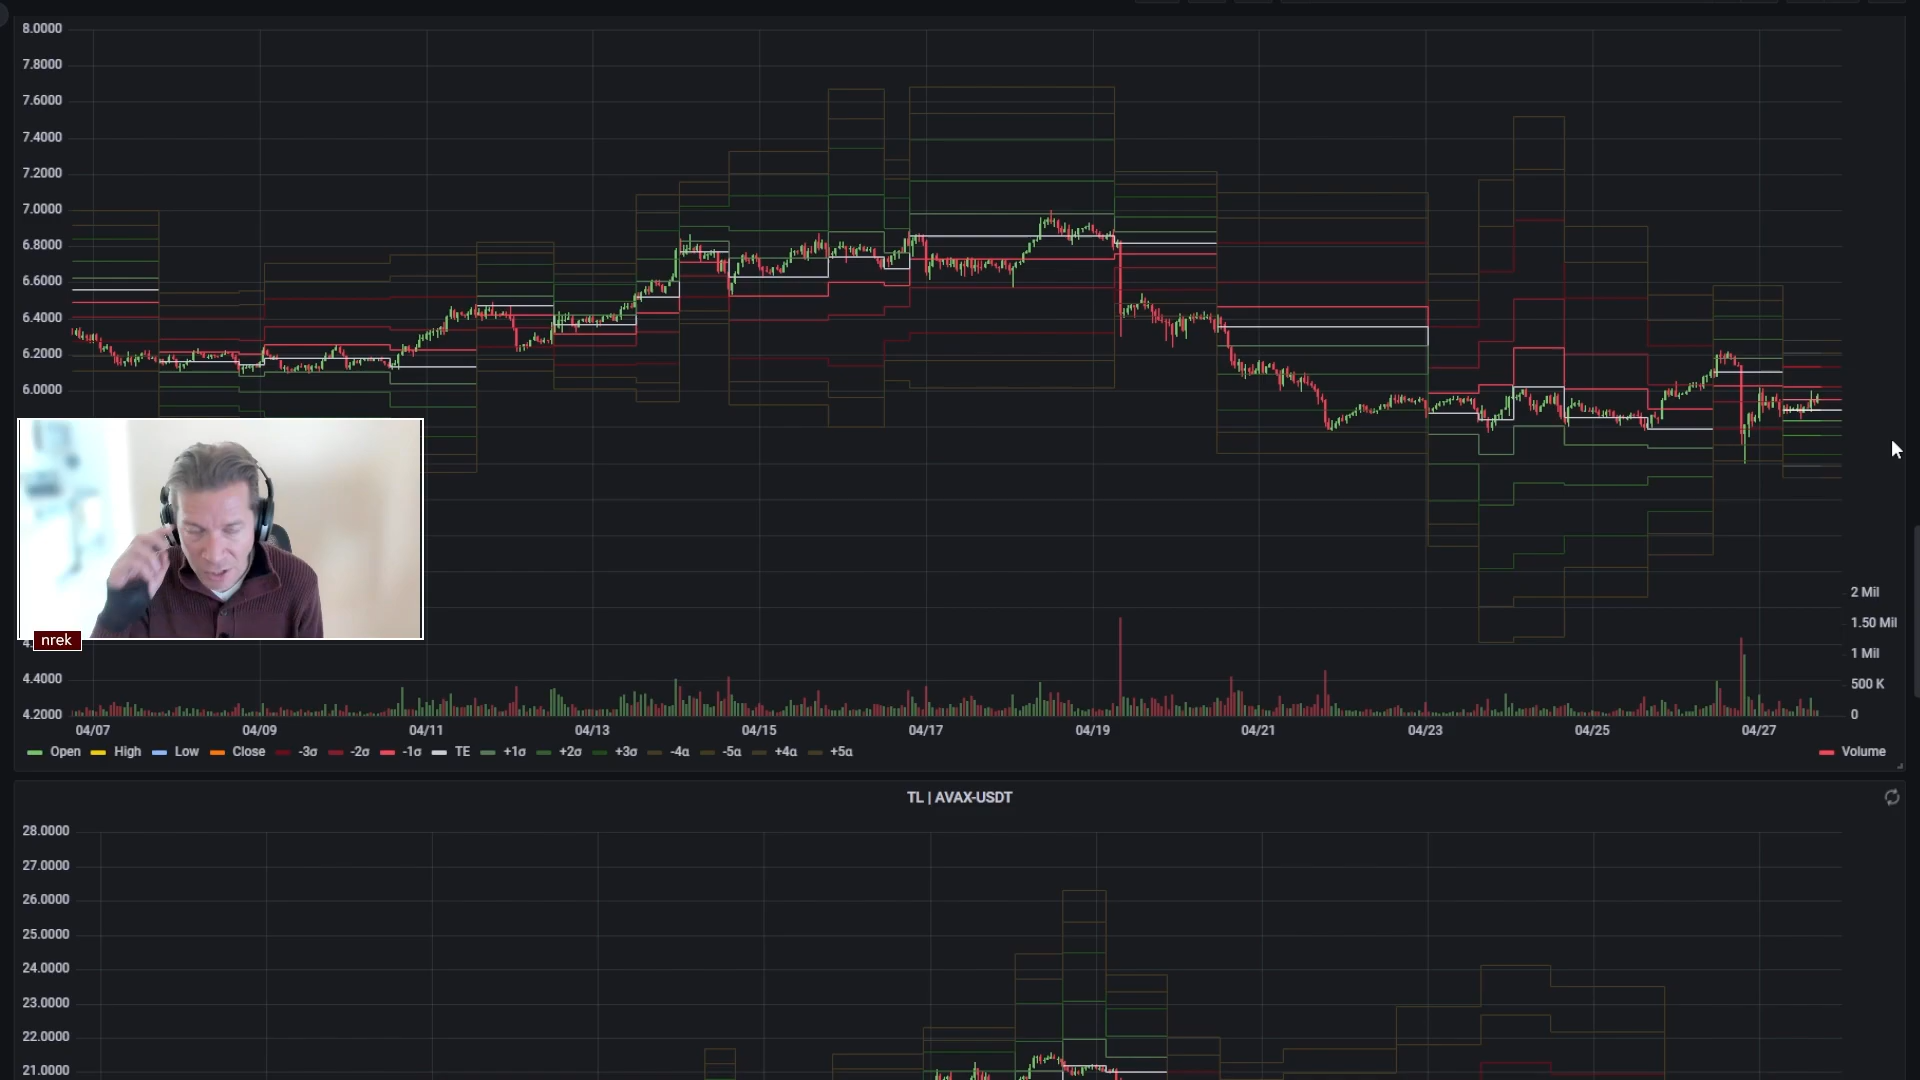 8.0000
7.8000
7.6000
7.4000
7.2000
7.0000
6.8000
6.6000
6.4000
6.2000
6.0000
nrek
4.4000
4.2000
2 Mil
1.50 Mil
1 Mil
500 K
0
04/07 04/09 04/11 04/13 04/15 04/17 04/19 04/21 04/23 04/25 04/27
Open High Low Close -3σ -2σ -1σ TE +1σ +2σ +3σ -4α -5α +4α +5α Volume
TL | AVAX-USDT
28.0000
27.0000
26.0000
25.0000
24.0000
23.0000
22.0000
21.0000